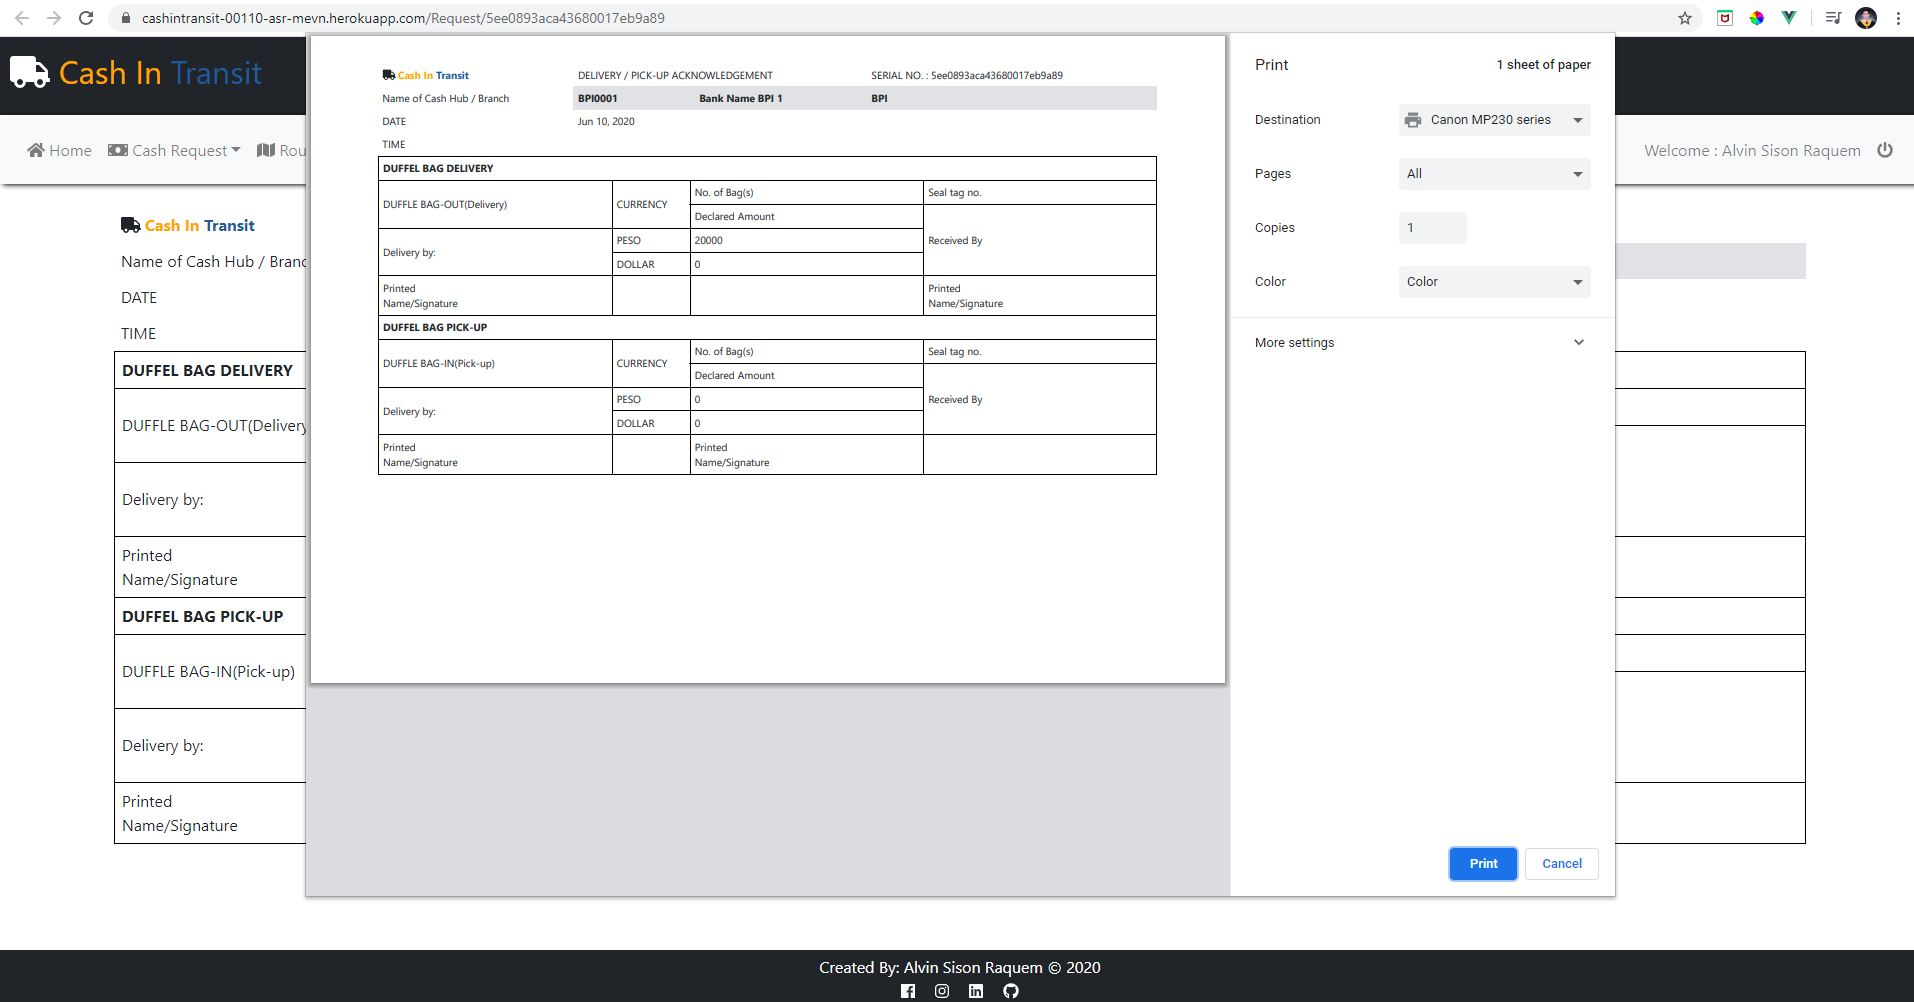 cashintransit-00110-asr-mevn.herokuapp.com/Request/5ee0893aca43680017eb9a89
Cash In Transit
Home Cash Request Rou
Welcome : Alvin Sison Raquem
Cash In Transit
Name of Cash Hub / Branc
DATE
TIME
DUFFEL BAG DELIVERY
DUFFLE BAG-OUT(Delivery
Delivery by:
Printed
Name/Signature
DUFFEL BAG PICK-UP
DUFFLE BAG-IN(Pick-up)
Delivery by:
Printed
Name/Signature
Cash In Transit DELIVERY / PICK-UP ACKNOWLEDGEMENT SERIAL NO. : 5ee0893aca43680017eb9a89
Name of Cash Hub / Branch BPI0001 Bank Name BPI 1 BPI
DATE Jun 10, 2020
TIME
DUFFEL BAG DELIVERY
DUFFLE BAG-OUT(Delivery) CURRENCY No. of Bag(s) Seal tag no.
Declared Amount
Delivery by: PESO 20000 Received By
DOLLAR 0
Printed Name/Signature Printed Name/Signature
DUFFEL BAG PICK-UP
DUFFLE BAG-IN(Pick-up) CURRENCY No. of Bag(s) Seal tag no.
Declared Amount
Delivery by: PESO 0 Received By
DOLLAR 0
Printed Name/Signature Printed Name/Signature
Print 1 sheet of paper
Destination Canon MP230 series
Pages All
Copies 1
Color Color
More settings
Print Cancel
Created By: Alvin Sison Raquem © 2020